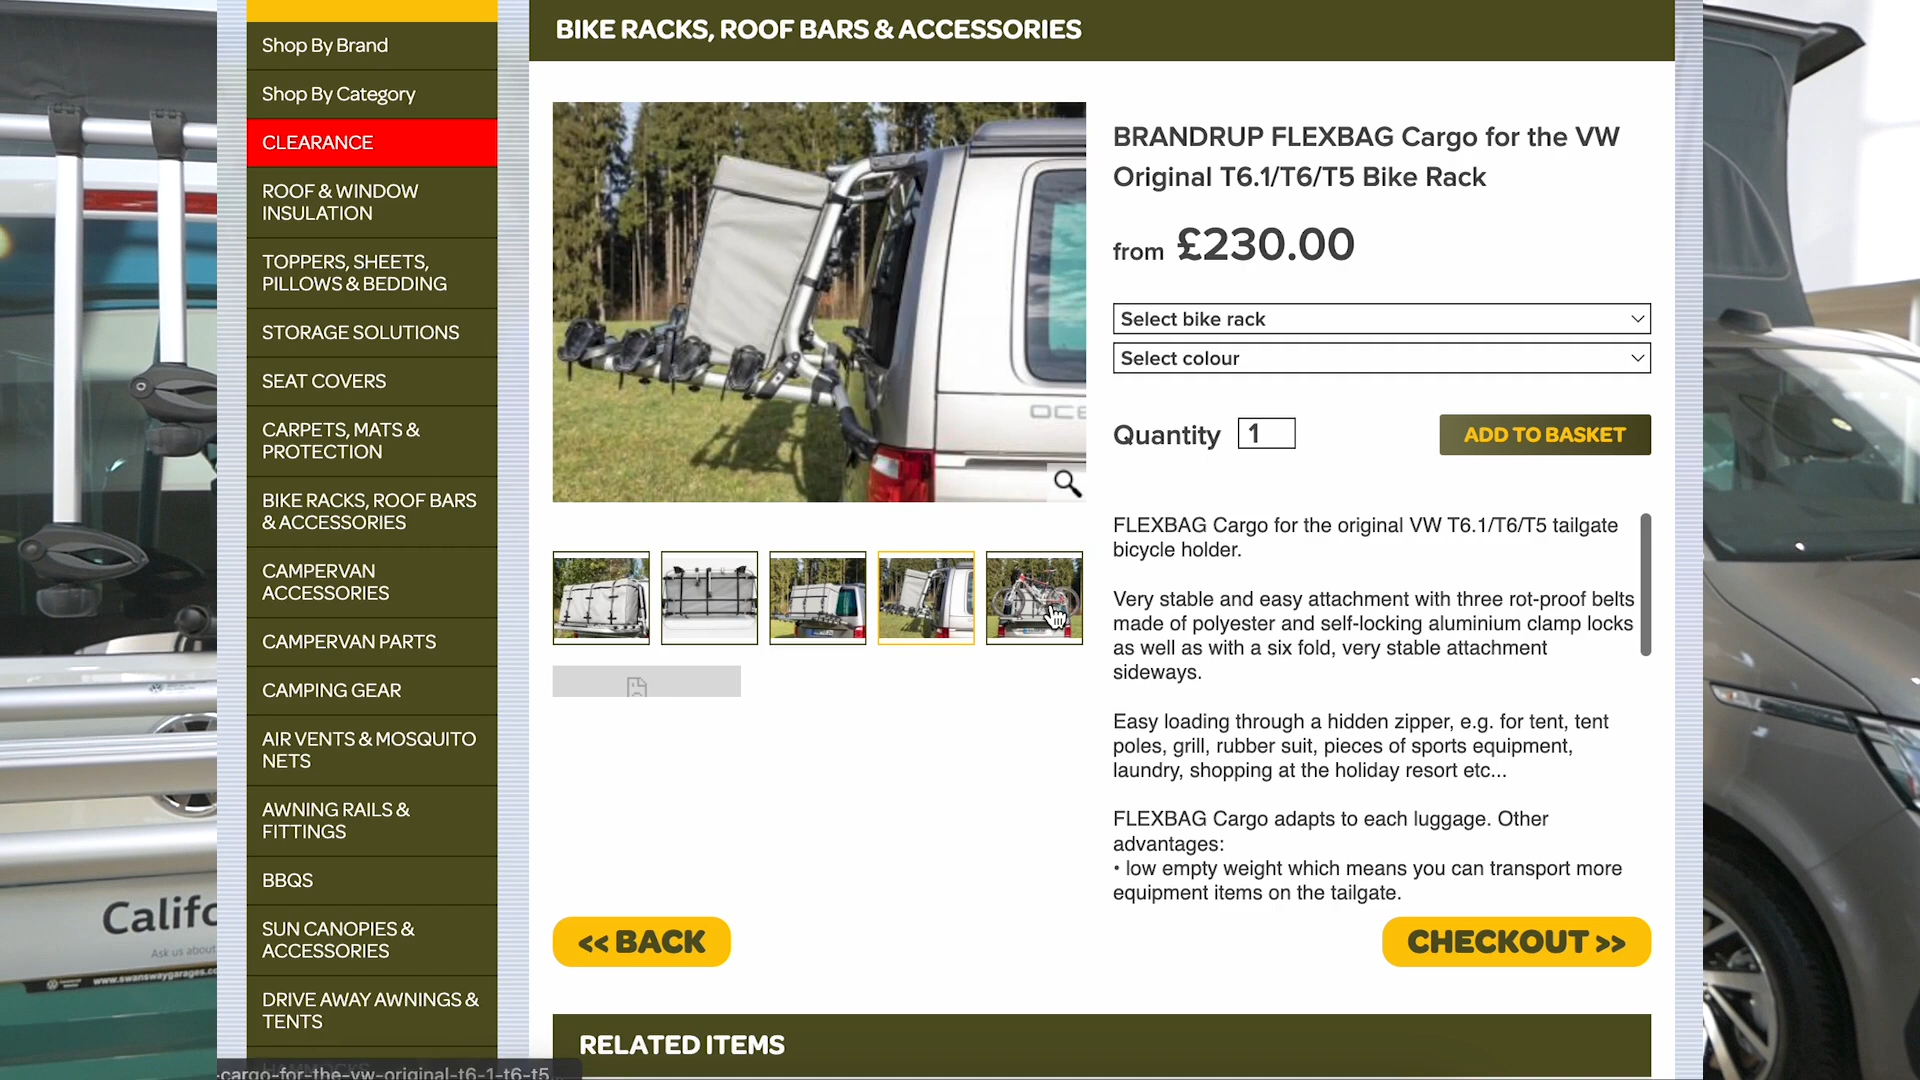 BIKE RACKS, ROOF BARS & ACCESSORIES
Shop By Brand
Shop By Category
CLEARANCE
ROOF & WINDOW
INSULATION
TOPPERS, SHEETS,
PILLOWS & BEDDING
STORAGE SOLUTIONS
SEAT COVERS
CARPETS, MATS &
PROTECTION
BIKE RACKS, ROOF BARS
& ACCESSORIES
CAMPERVAN
ACCESSORIES
CAMPERVAN PARTS
CAMPING GEAR
AIR VENTS & MOSQUITO
NETS
AWNING RAILS &
FITTINGS
BBQS
SUN CANOPIES &
ACCESSORIES
DRIVE AWAY AWNINGS &
TENTS
BRANDRUP FLEXBAG Cargo for the VW
Original T6.1/T6/T5 Bike Rack
from £230.00
Select bike rack
Select colour
Quantity 1
ADD TO BASKET
FLEXBAG Cargo for the original VW T6.1/T6/T5 tailgate
bicycle holder.
Very stable and easy attachment with three rot-proof belts
made of polyester and self-locking aluminium clamp locks
as well as with a six fold, very stable attachment
sideways.
Easy loading through a hidden zipper, e.g. for tent, tent
poles, grill, rubber suit, pieces of sports equipment,
laundry, shopping at the holiday resort etc...
FLEXBAG Cargo adapts to each luggage. Other
advantages:
• low empty weight which means you can transport more
equipment items on the tailgate.
<< BACK
CHECKOUT >>
RELATED ITEMS
-cargo-for-the-vw-original-t6-1-t6-t5...
OCE
Califo
Ask us about
www.swanswaygarages.co